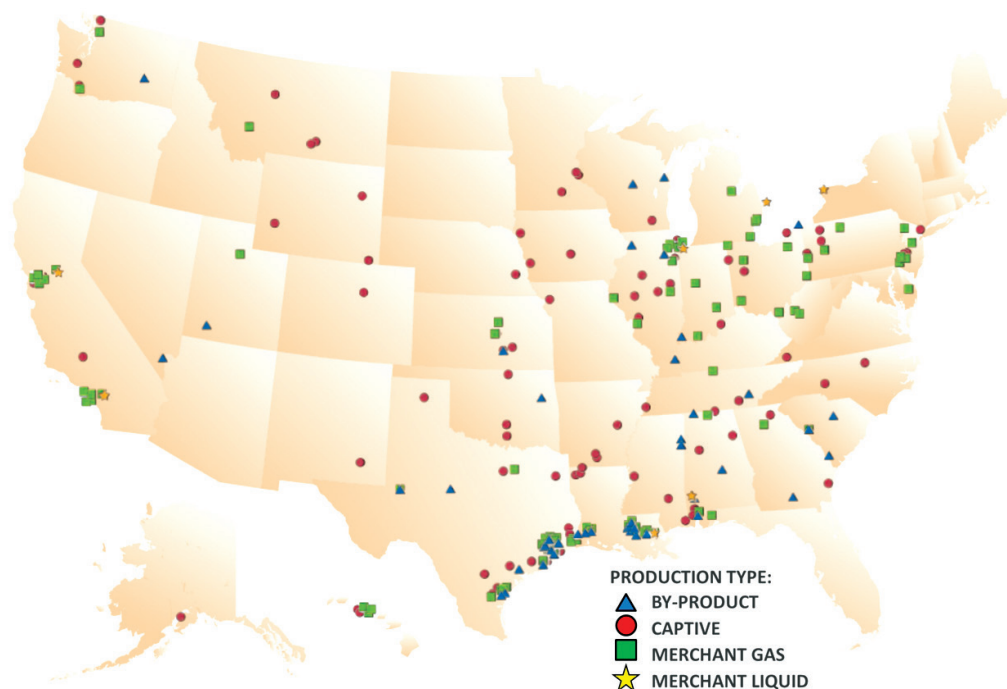 PRODUCTION TYPE:
BY-PRODUCT
CAPTIVE
MERCHANT GAS
MERCHANT LIQUID